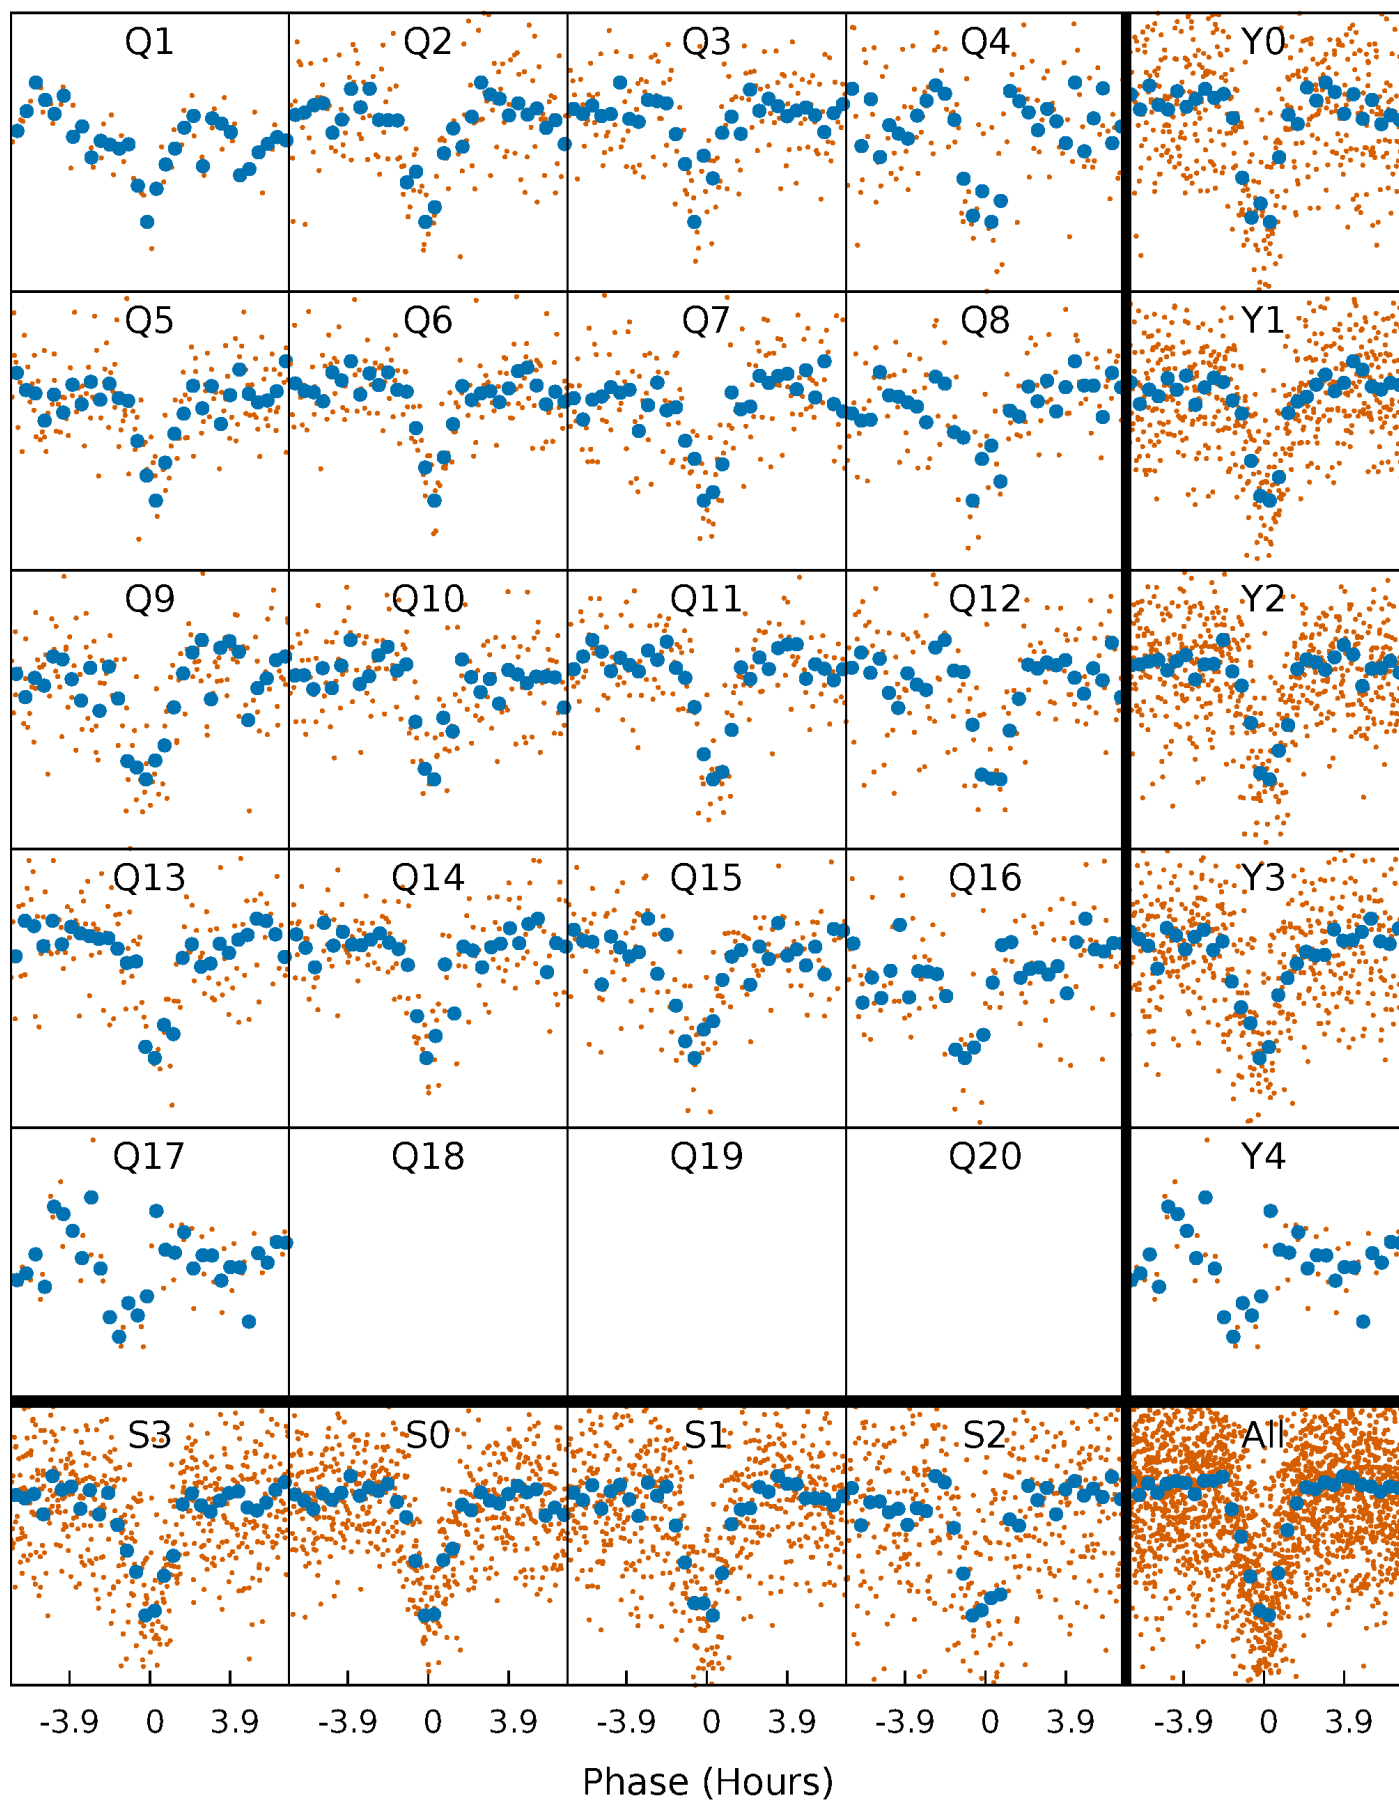 Q1 Q2 Q3 Q4 Y0
Q5 Q6 Q7 Q8 Y1
Q9 Q10 Q11 Q12 Y2
Q13 Q14 Q15 Q16 Y3
Q17 Q18 Q19 Q20 Y4
S3 S0 S1 S2 All
-3.9 0 3.9 -3.9 0 3.9 -3.9 0 3.9 -3.9 0 3.9 -3.9 0 3.9
Phase (Hours)